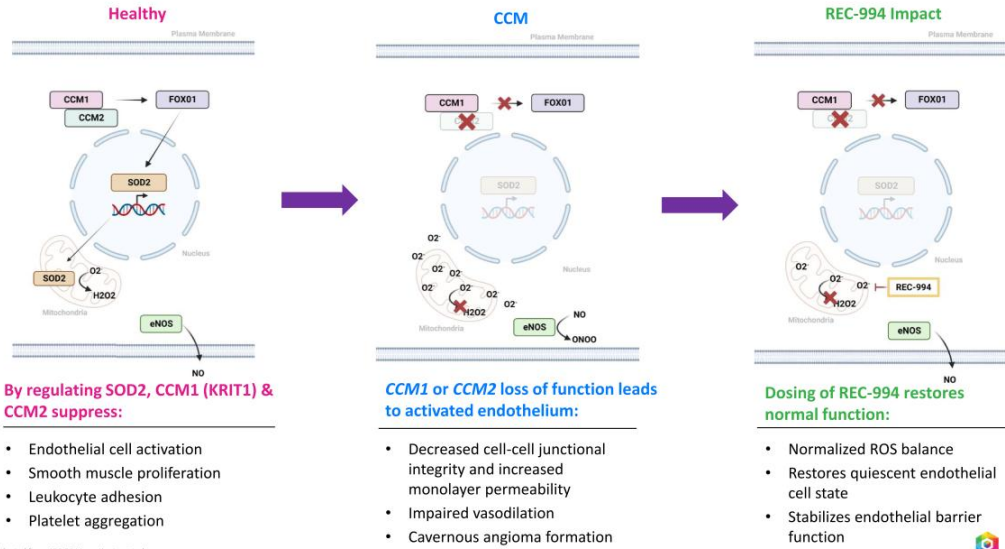 Healthy
Plasma Membrane
CCM1
FOX01
CCM2
SOD2
Nucleus
SOD2
O2-
H2O2
Mitochondria
eNOS
NO
By regulating SOD2, CCM1 (KRIT1) &
CCM2 suppress:
• Endothelial cell activation
• Smooth muscle proliferation
• Leukocyte adhesion
• Platelet aggregation
CCM
Plasma Membrane
CCM1
FOX01
SOD2
O2-
O2-
O2-
O2-
O2-
O2-
O2-
O2-
H2O2
Nucleus
Mitochondria
eNOS
NO
ONOO
CCM1 or CCM2 loss of function leads
to activated endothelium:
• Decreased cell-cell junctional
integrity and increased
monolayer permeability
• Impaired vasodilation
• Cavernous angioma formation
REC-994 Impact
Plasma Membrane
CCM1
FOX01
SOD2
Nucleus
O2-
O2-
O2-
H2O2
REC-994
Mitochondria
eNOS
NO
Dosing of REC-994 restores
normal function:
• Normalized ROS balance
• Restores quiescent endothelial
cell state
• Stabilizes endothelial barrier
function